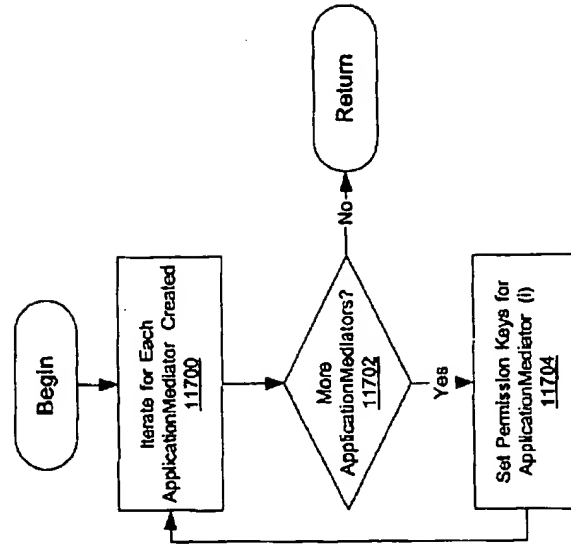 Begin
Iterate for Each
ApplicationMediator Created
11700
More
ApplicationMediators?
11702
No
Return
Yes
Set Permission Keys for
ApplicationMediator (i)
11704